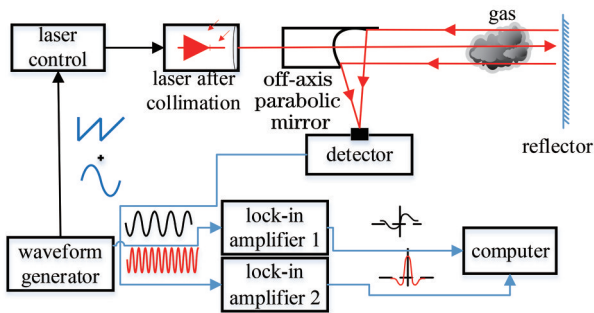 laser
control
laser after
collimation
off-axis
parabolic
mirror
gas
reflector
detector
+
waveform
generator
lock-in
amplifier 1
lock-in
amplifier 2
computer